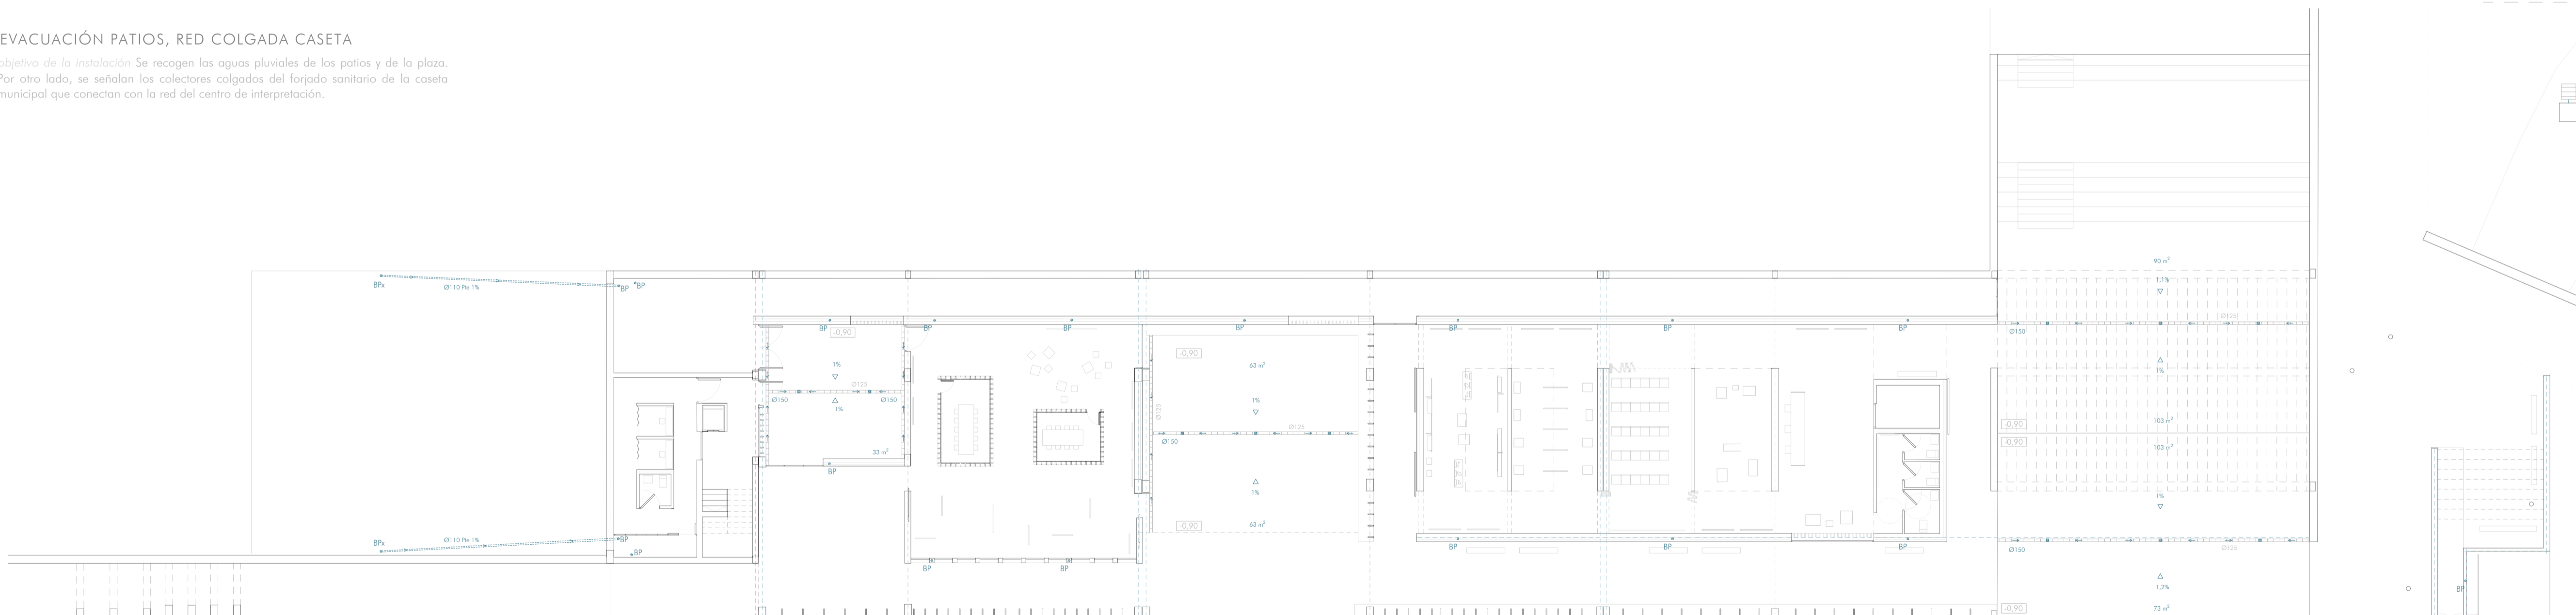 EVACUACIÓN PATIOS, RED COLGADA CASETA
objetivo de la instalación Se recogen las aguas pluviales de los patios y de la plaza.
Por otro lado, se señalan los colectores colgados del forjado sanitario de la caseta
municipal que conectan con la red del centro de interpretación.
90 m²
1,1%
BPx
Ø110 Pte 1%
BP
BP
BP
-0,90
BP
BP
BP
BP
BP
BP
Ø150
Ø125
-0,90
63 m²
1%
1%
Ø125
Ø150
Ø150
1%
1%
Ø125
Ø125
Ø150
-0,90
103 m²
-0,90
103 m²
33 m²
BP
1%
1%
-0,90
63 m²
BPx
Ø110 Pte 1%
BP
BP
BP
BP
BP
BP
BP
Ø150
Ø125
1,2%
BP
-0,90
73 m²